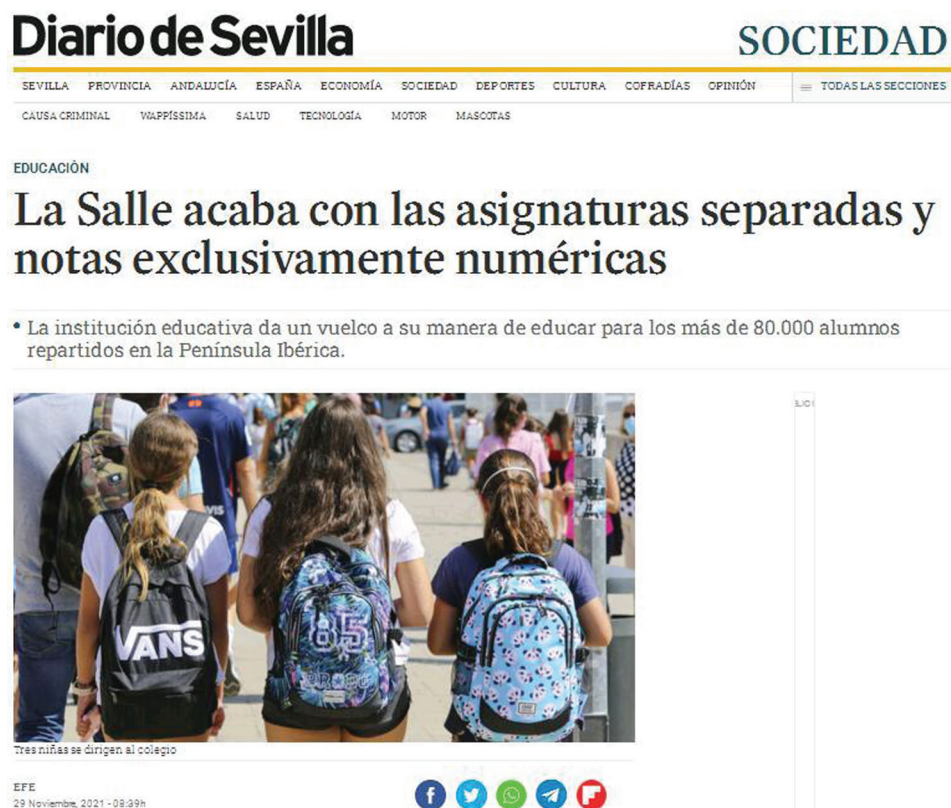 Diario de Sevilla
SOCIEDAD
SEVILLA PROVINCIA ANDALUCÍA ESPAÑA ECONOMÍA SOCIEDAD DEPORTES CULTURA COFRADÍAS OPINIÓN TODAS LAS SECCIONES
CAUSA CRIMINAL WAPPÍSSIMA SALUD TECNOLOGÍA MOTOR MASCOTAS
EDUCACIÓN
La Salle acaba con las asignaturas separadas y
notas exclusivamente numéricas
• La institución educativa da un vuelco a su manera de educar para los más de 80.000 alumnos
repartidos en la Península Ibérica.
VANS
85
Tres niñas se dirigen al colegio
EFE
29 Noviembre, 2021 - 08:39h